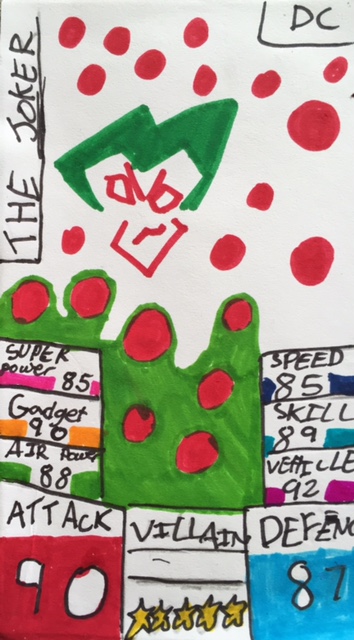 DC
THE JOKER
SUPER
power 85
Gadget
90
AIR Power
88
SPEED
85
SKILL
89
VEHICLE
92
ATTACK
90
VILLAIN
DEFENC
87